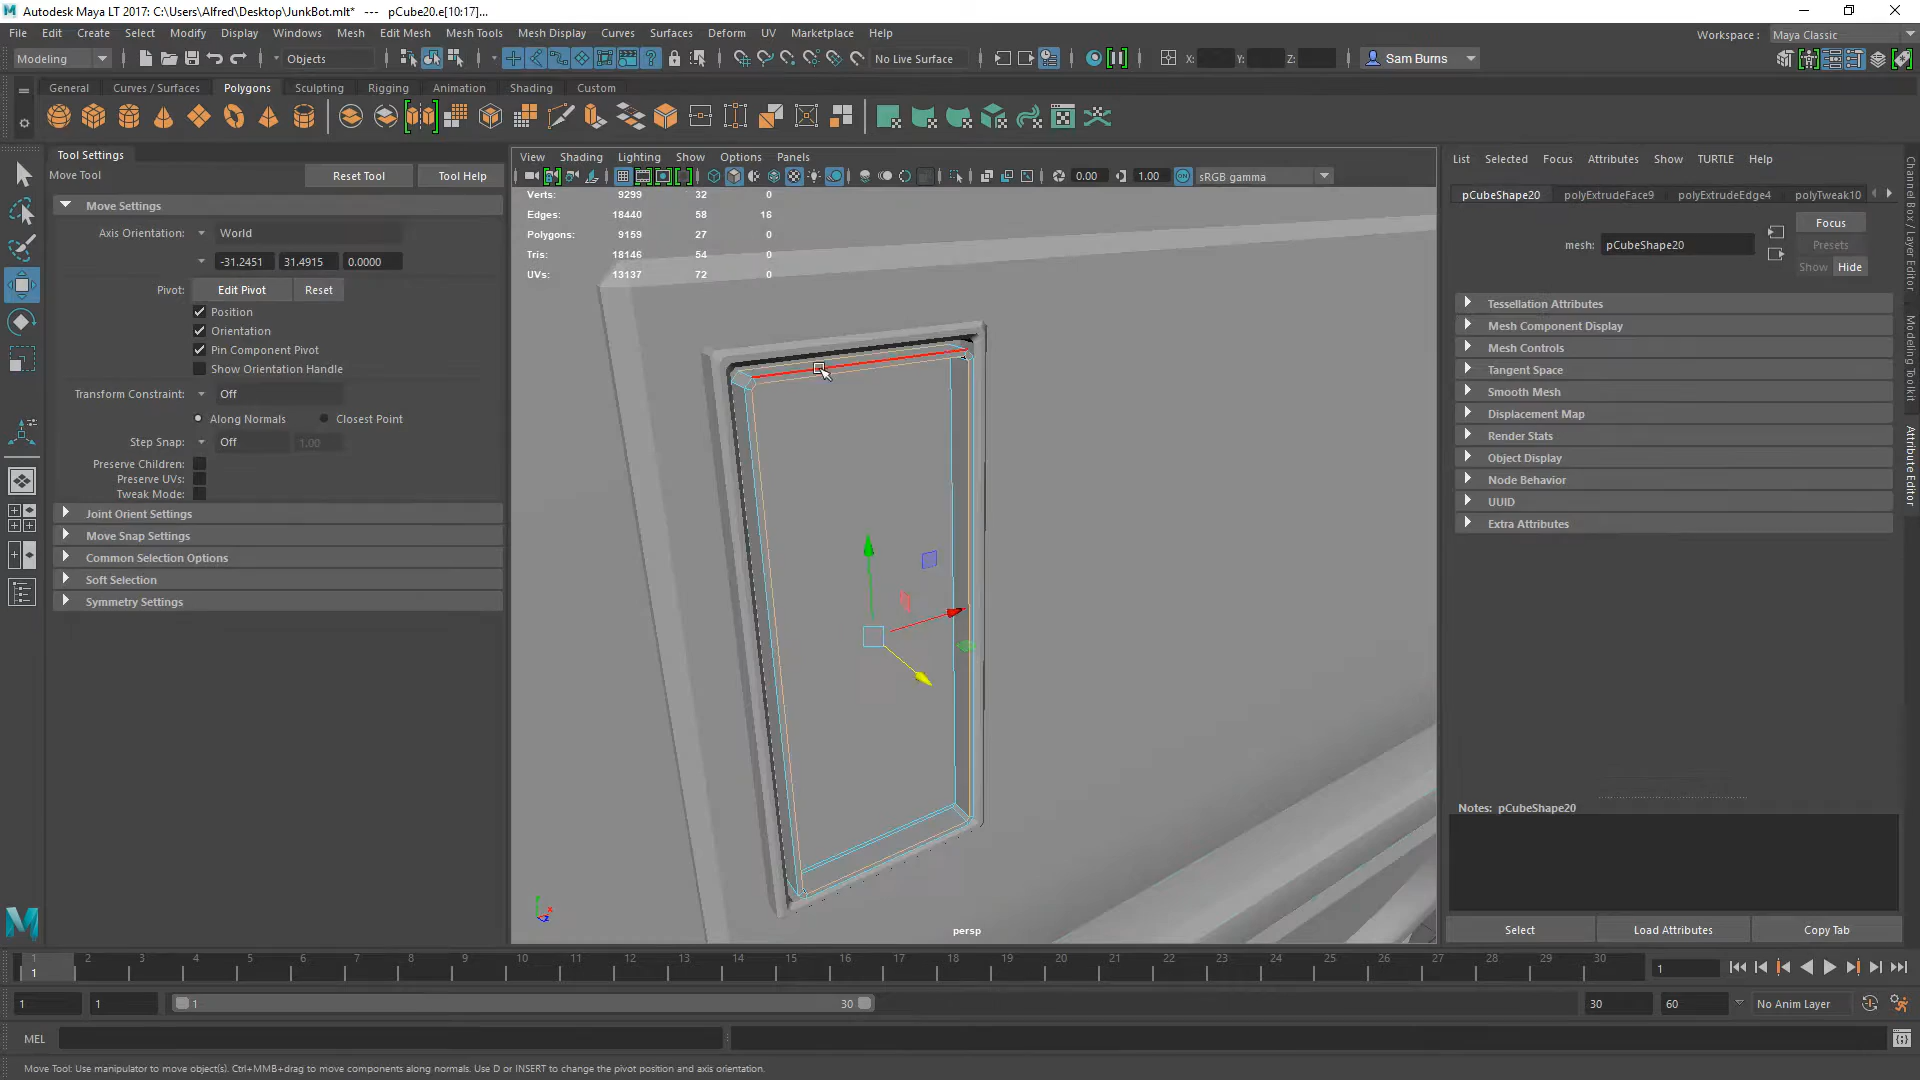 Autodesk Maya LT 2017: C:\Users\Alfred\Desktop\JunkBot.mlt* --- pCube20.e[10:17]...
File Edit Create Select Modify Display Windows Mesh Edit Mesh Mesh Tools Mesh Display Curves Surfaces Deform UV Marketplace Help
Workspace : Maya Classic
Modeling Objects No Live Surface X: Y: Z: Sam Burns
General Curves / Surfaces Polygons Sculpting Rigging Animation Shading Custom
Tool Settings
Move Tool Reset Tool Tool Help
Move Settings
Axis Orientation: World
-31.2451 31.4915 0.0000
Pivot: Edit Pivot Reset
Position
Orientation
Pin Component Pivot
Show Orientation Handle
Transform Constraint: Off
Along Normals Closest Point
Step Snap: Off 1.00
Preserve Children:
Preserve UVs:
Tweak Mode:
Joint Orient Settings
Move Snap Settings
Common Selection Options
Soft Selection
Symmetry Settings
View Shading Lighting Show Options Panels
0.00 1.00 ON sRGB gamma
Verts: 9299 32 0
Edges: 18440 58 16
Polygons: 9159 27 0
Tris: 18146 54 0
UVs: 13137 72 0
persp
List Selected Focus Attributes Show TURTLE Help
pCubeShape20 polyExtrudeFace9 polyExtrudeEdge4 polyTweak10
Focus
mesh: pCubeShape20 Presets
Show Hide
Tessellation Attributes
Mesh Component Display
Mesh Controls
Tangent Space
Smooth Mesh
Displacement Map
Render Stats
Object Display
Node Behavior
UUID
Extra Attributes
Notes: pCubeShape20
Select Load Attributes Copy Tab
Channel Box / Layer Editor
Modeling Toolkit
Attribute Editor
1 2 3 4 5 6 7 8 9 10 11 12 13 14 15 16 17 18 19 20 21 22 23 24 25 26 27 28 29 30
1 1
1 1 1 30 30 60 No Anim Layer
MEL
Move Tool: Use manipulator to move object(s). Ctrl+MMB+drag to move components along normals. Use D or INSERT to change the pivot position and axis orientation.